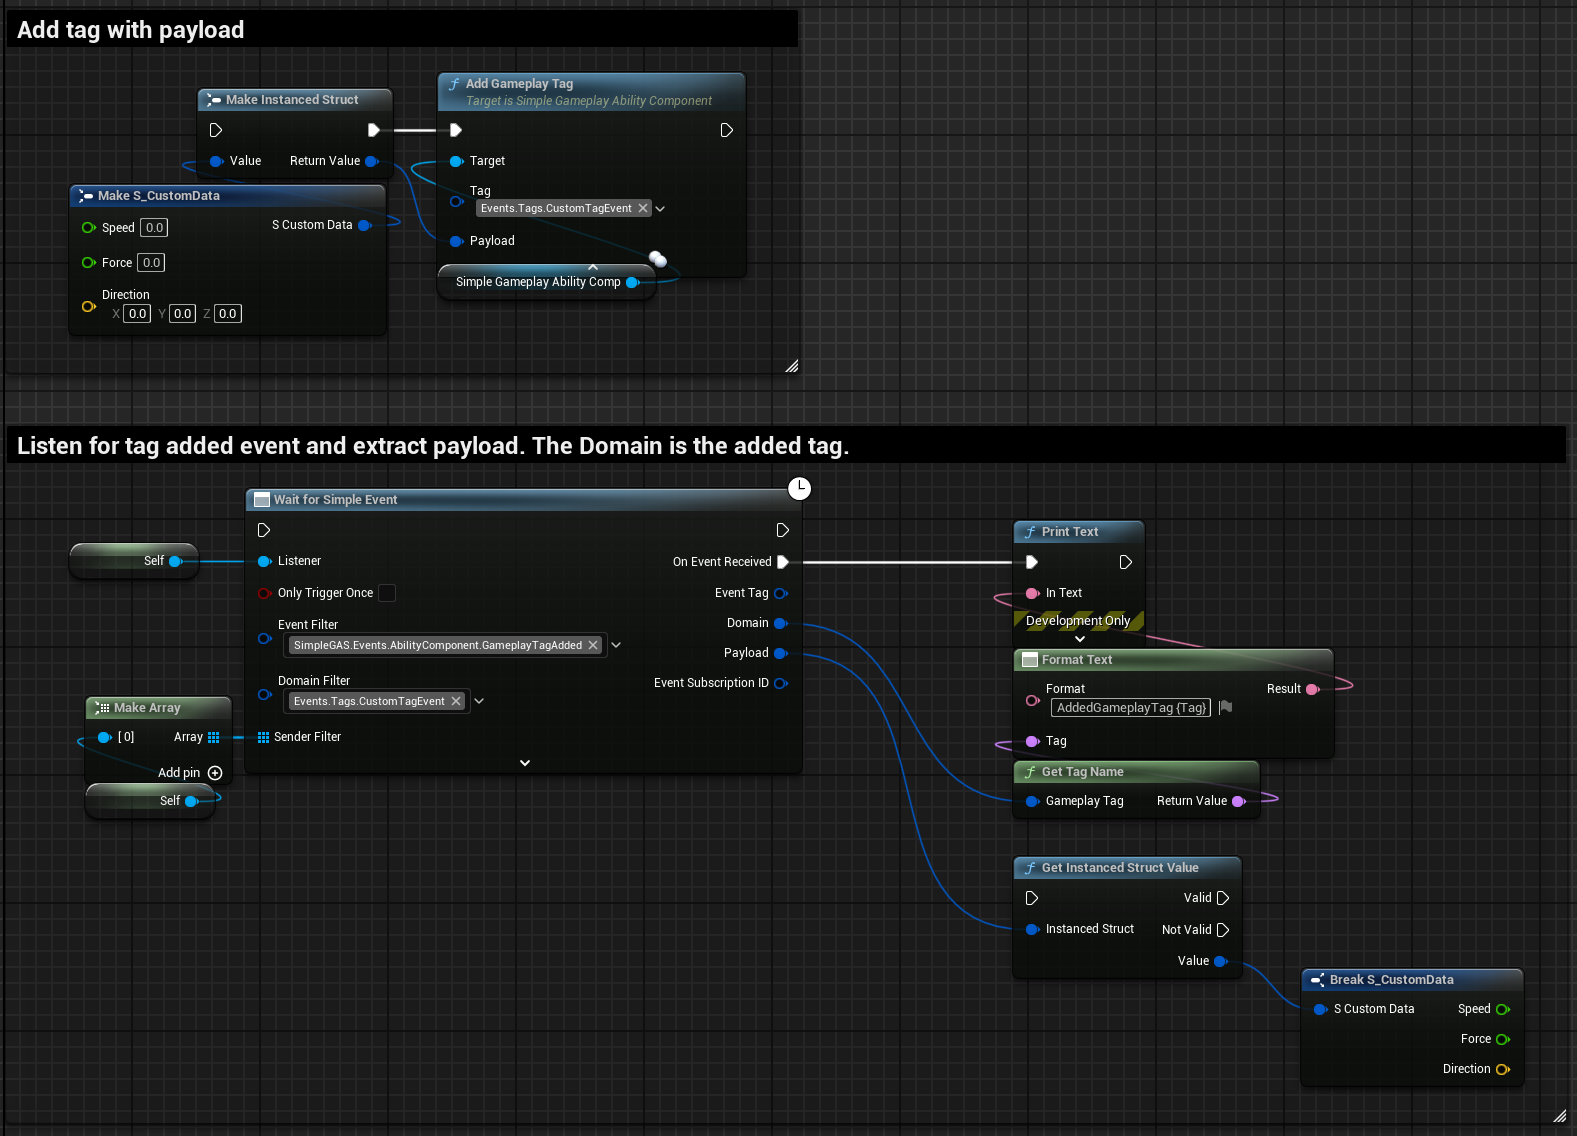 Add tag with payload
Make Instanced Struct
Value Return Value
Add Gameplay Tag
Target is Simple Gameplay Ability Component
Target
Tag
Events.Tags.CustomTagEvent
Payload
Simple Gameplay Ability Comp
Make S_CustomData
Speed 0.0 S Custom Data
Force 0.0
Direction
X 0.0 Y 0.0 Z 0.0
Listen for tag added event and extract payload. The Domain is the added tag.
Self
Wait for Simple Event
Listener On Event Received
Only Trigger Once Event Tag
Event Filter Domain
SimpleGAS.Events.AbilityComponent.GameplayTagAdded
Payload
Domain Filter Event Subscription ID
Events.Tags.CustomTagEvent
Sender Filter
Make Array
[0] Array
Add pin
Self
Print Text
In Text
Development Only
Format Text
Format Result
AddedGameplayTag {Tag}
Tag
Get Tag Name
Gameplay Tag Return Value
Get Instanced Struct Value
Valid
Instanced Struct Not Valid
Value
Break S_CustomData
S Custom Data Speed
Force
Direction